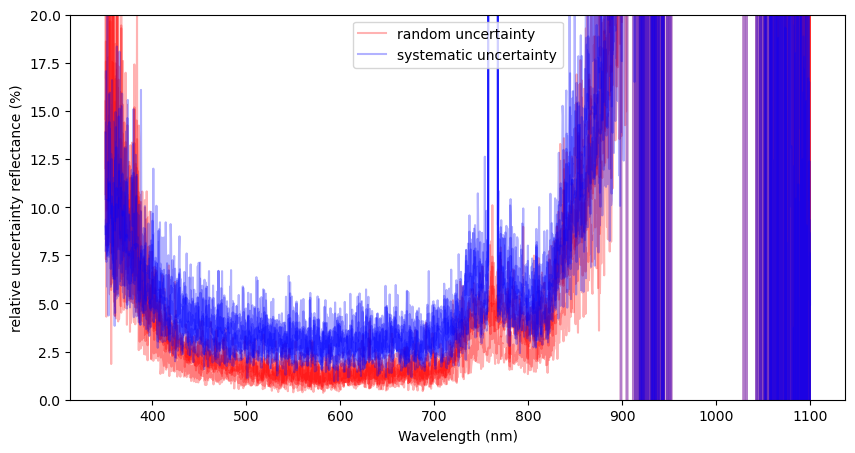 random uncertainty
systematic uncertainty
relative uncertainty reflectance (%)
20.0
17.5
15.0
12.5
10.0
7.5
5.0
2.5
0.0
400 500 600 700 800 900 1000 1100
Wavelength (nm)